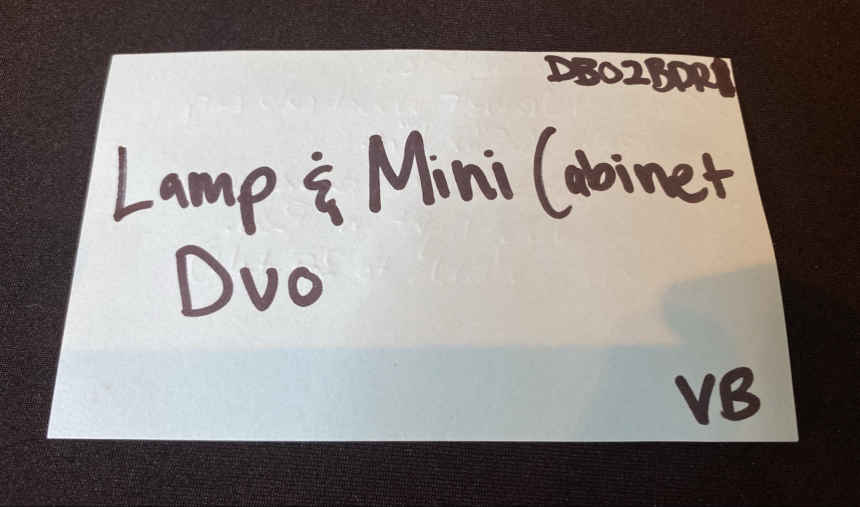 DB02BDR1
Lamp & Mini Cabinet
Duo
VB